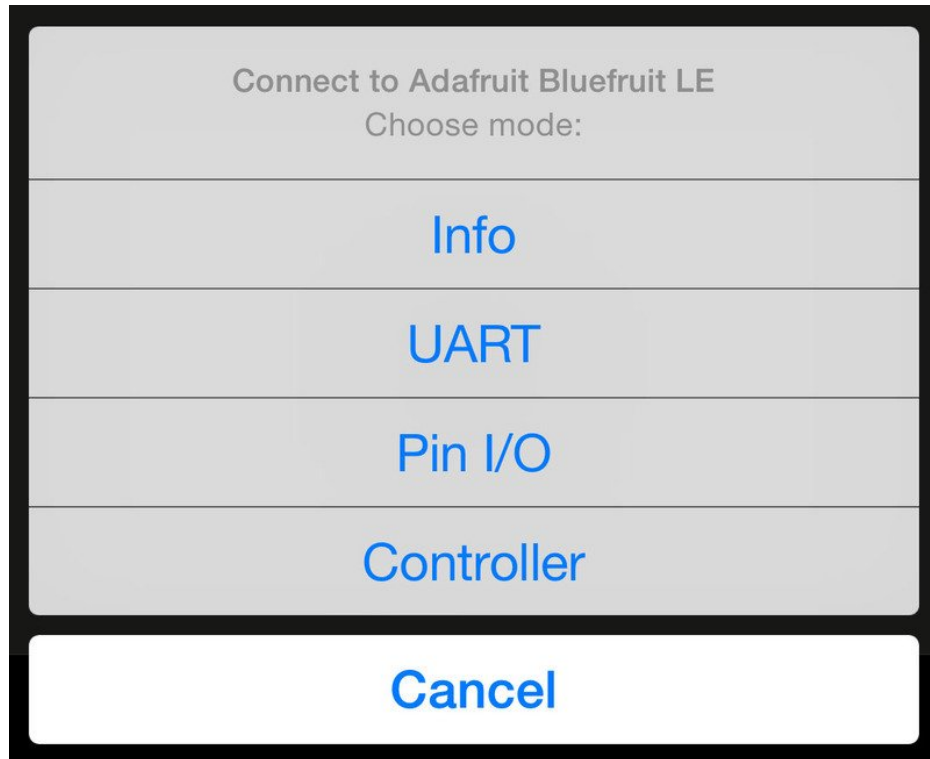 Connect to Adafruit Bluefruit LE
Choose mode:
Info
UART
Pin I/O
Controller
Cancel